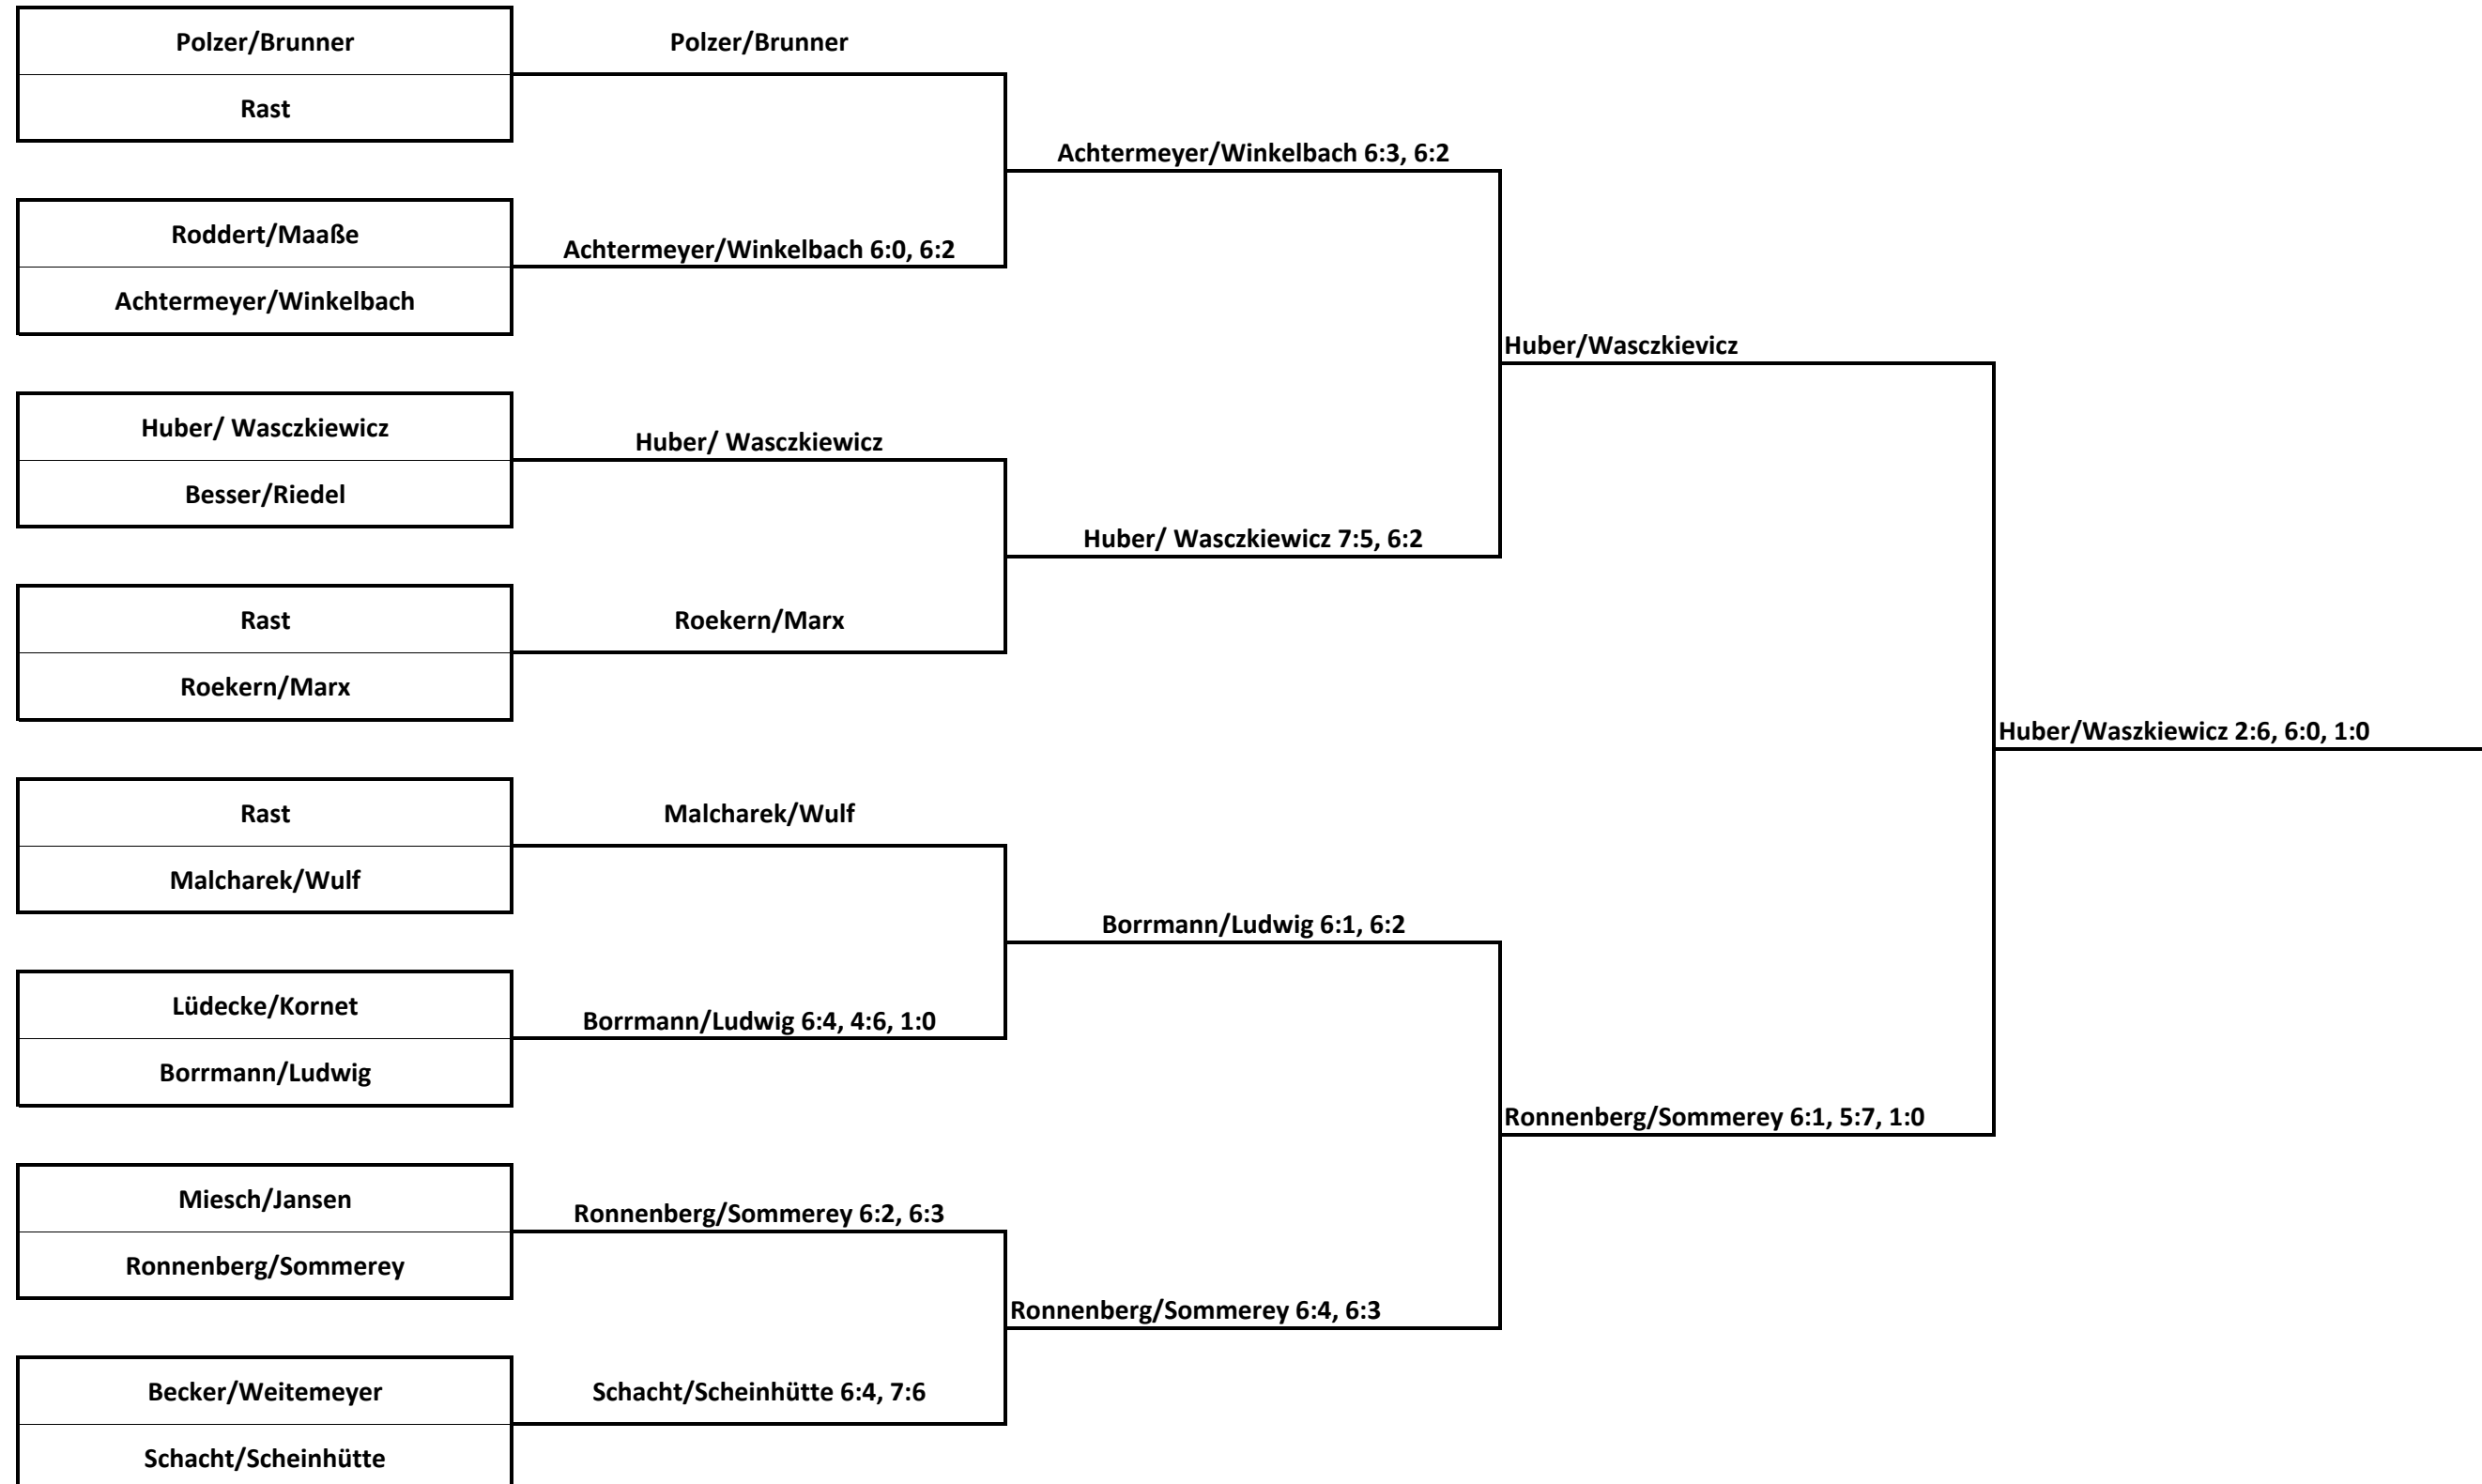 Polzer/Brunner
Rast
Roddert/Maaße
Achtermeyer/Winkelbach
Huber/ Wasczkiewicz
Besser/Riedel
Rast
Roekern/Marx
Rast
Malcharek/Wulf
Lüdecke/Kornet
Borrmann/Ludwig
Miesch/Jansen
Ronnenberg/Sommerey
Becker/Weitemeyer
Schacht/Scheinhütte
Polzer/Brunner
Achtermeyer/Winkelbach 6:0, 6:2
Huber/ Wasczkiewicz
Roekern/Marx
Malcharek/Wulf
Borrmann/Ludwig 6:4, 4:6, 1:0
Ronnenberg/Sommerey 6:2, 6:3
Schacht/Scheinhütte 6:4, 7:6
Achtermeyer/Winkelbach 6:3, 6:2
Huber/ Wasczkiewicz 7:5, 6:2
Borrmann/Ludwig 6:1, 6:2
Ronnenberg/Sommerey 6:4, 6:3
Huber/Wasczkievicz
Ronnenberg/Sommerey 6:1, 5:7, 1:0
Huber/Waszkiewicz 2:6, 6:0, 1:0